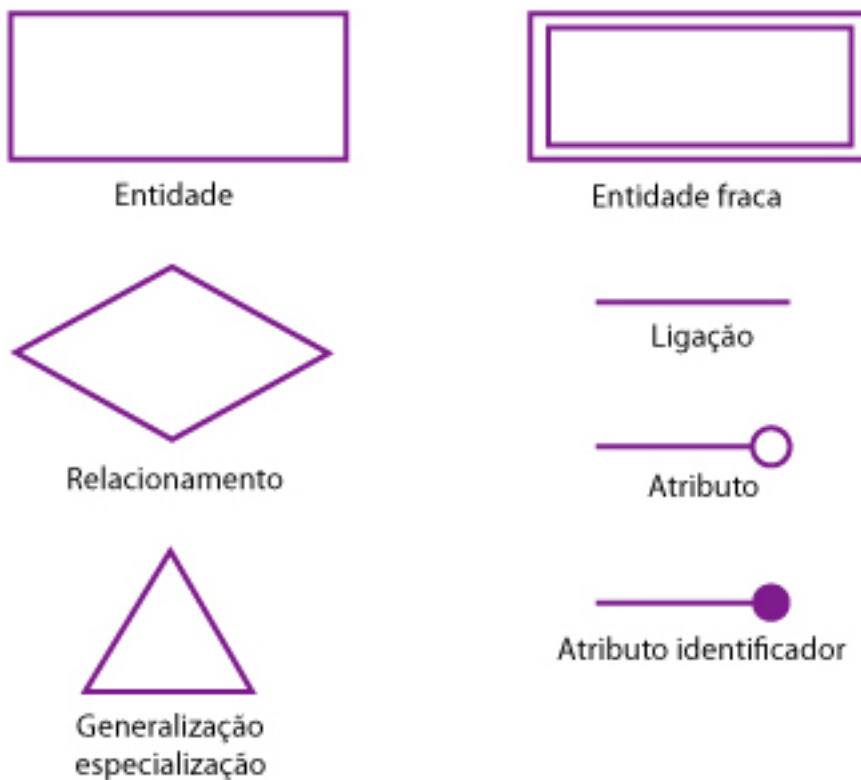 Entidade
Entidade fraca
Relacionamento
Ligação
Atributo
Atributo identificador
Generalização
especialização